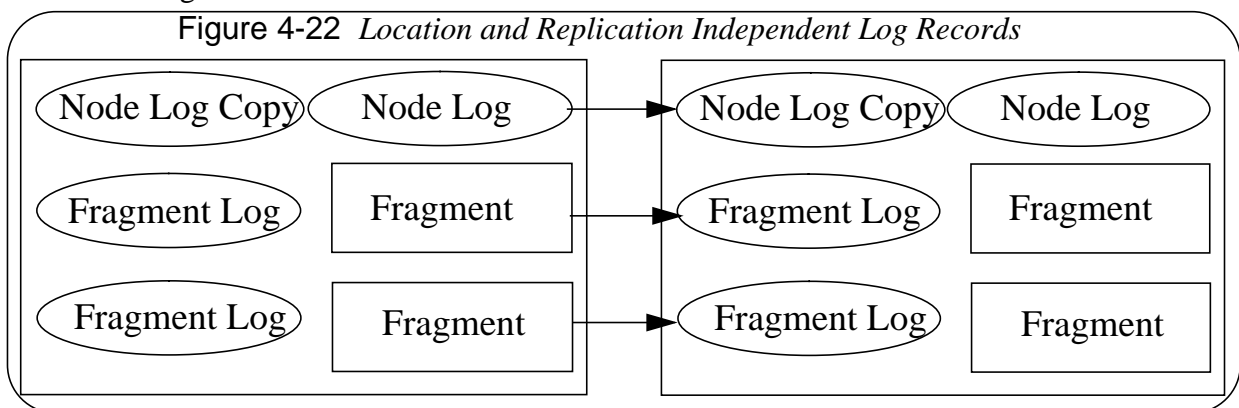 Figure 4-22 Location and Replication Independent Log Records
Node Log Copy Node Log Node Log Copy Node Log
Fragment Log Fragment Fragment Log Fragment
Fragment Log Fragment Fragment Log Fragment